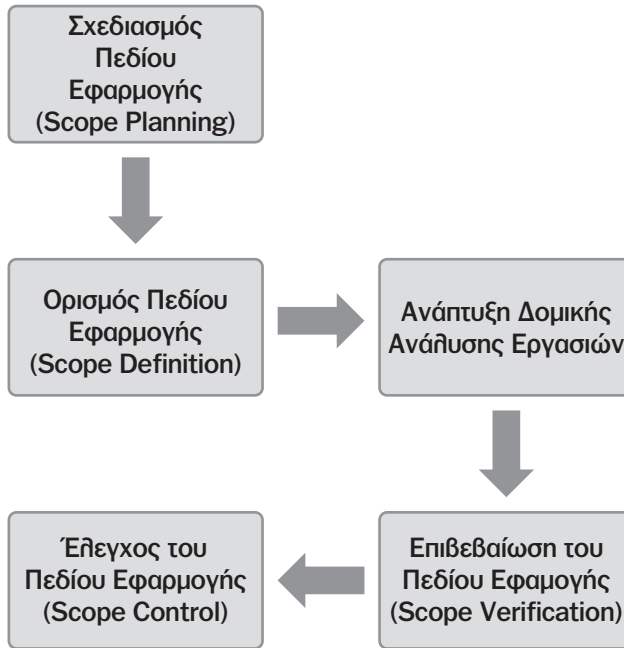 Σχεδιασμός
Πεδίου
Εφαρμογής
(Scope Planning)
Ορισμός Πεδίου
Εφαρμογής
(Scope Definition)
Ανάπτυξη Δομικής
Ανάλυσης Εργασιών
Επιβεβαίωση του
Πεδίου Εφαμογής
(Scope Verification)
Έλεγχος του
Πεδίου Εφαρμογής
(Scope Control)